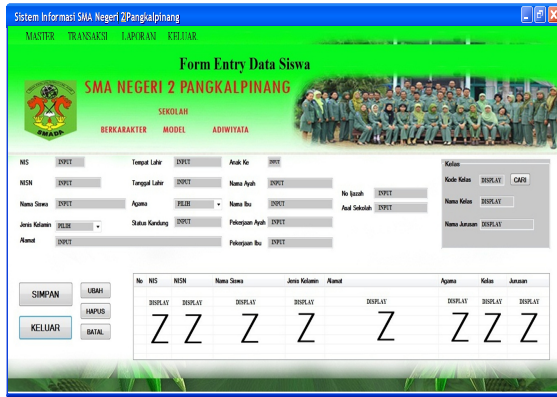 Sistem Informasi SMA Negeri 2|Pangkalpinang
MASTER TRANSAKSI LAPORAN KELUAR
Form Entry Data Siswa
SMA NEGERI 2 PANGKALPINANG
SEKOLAH
BERKARAKTER MODEL ADIWIYATA
SMADA
NIS INPUT Tempat Lahir INPUT Anak Ke INPUT Kelas
NISN INPUT Tanggal Lahir INPUT Nama Ayah INPUT No Ijazah INPUT Kode Kelas DISPLAY CARI
Nama Siswa INPUT Agama PILIH Nama Ibu INPUT Asal Sekolah INPUT Nama Kelas DISPLAY
Jenis Kelamin PILIH Status Kandung INPUT Pekerjaan Ayah INPUT Nama Jurusan DISPLAY
Alamat INPUT Pekerjaan Ibu INPUT
SIMPAN UBAH
HAPUS
KELUAR BATAL
No NIS NISN Nama Siswa Jenis Kelamin Alamat Agama Kelas Jurusan
DISPLAY DISPLAY DISPLAY DISPLAY DISPLAY DISPLAY DISPLAY DISPLAY
Z Z Z Z Z Z Z Z